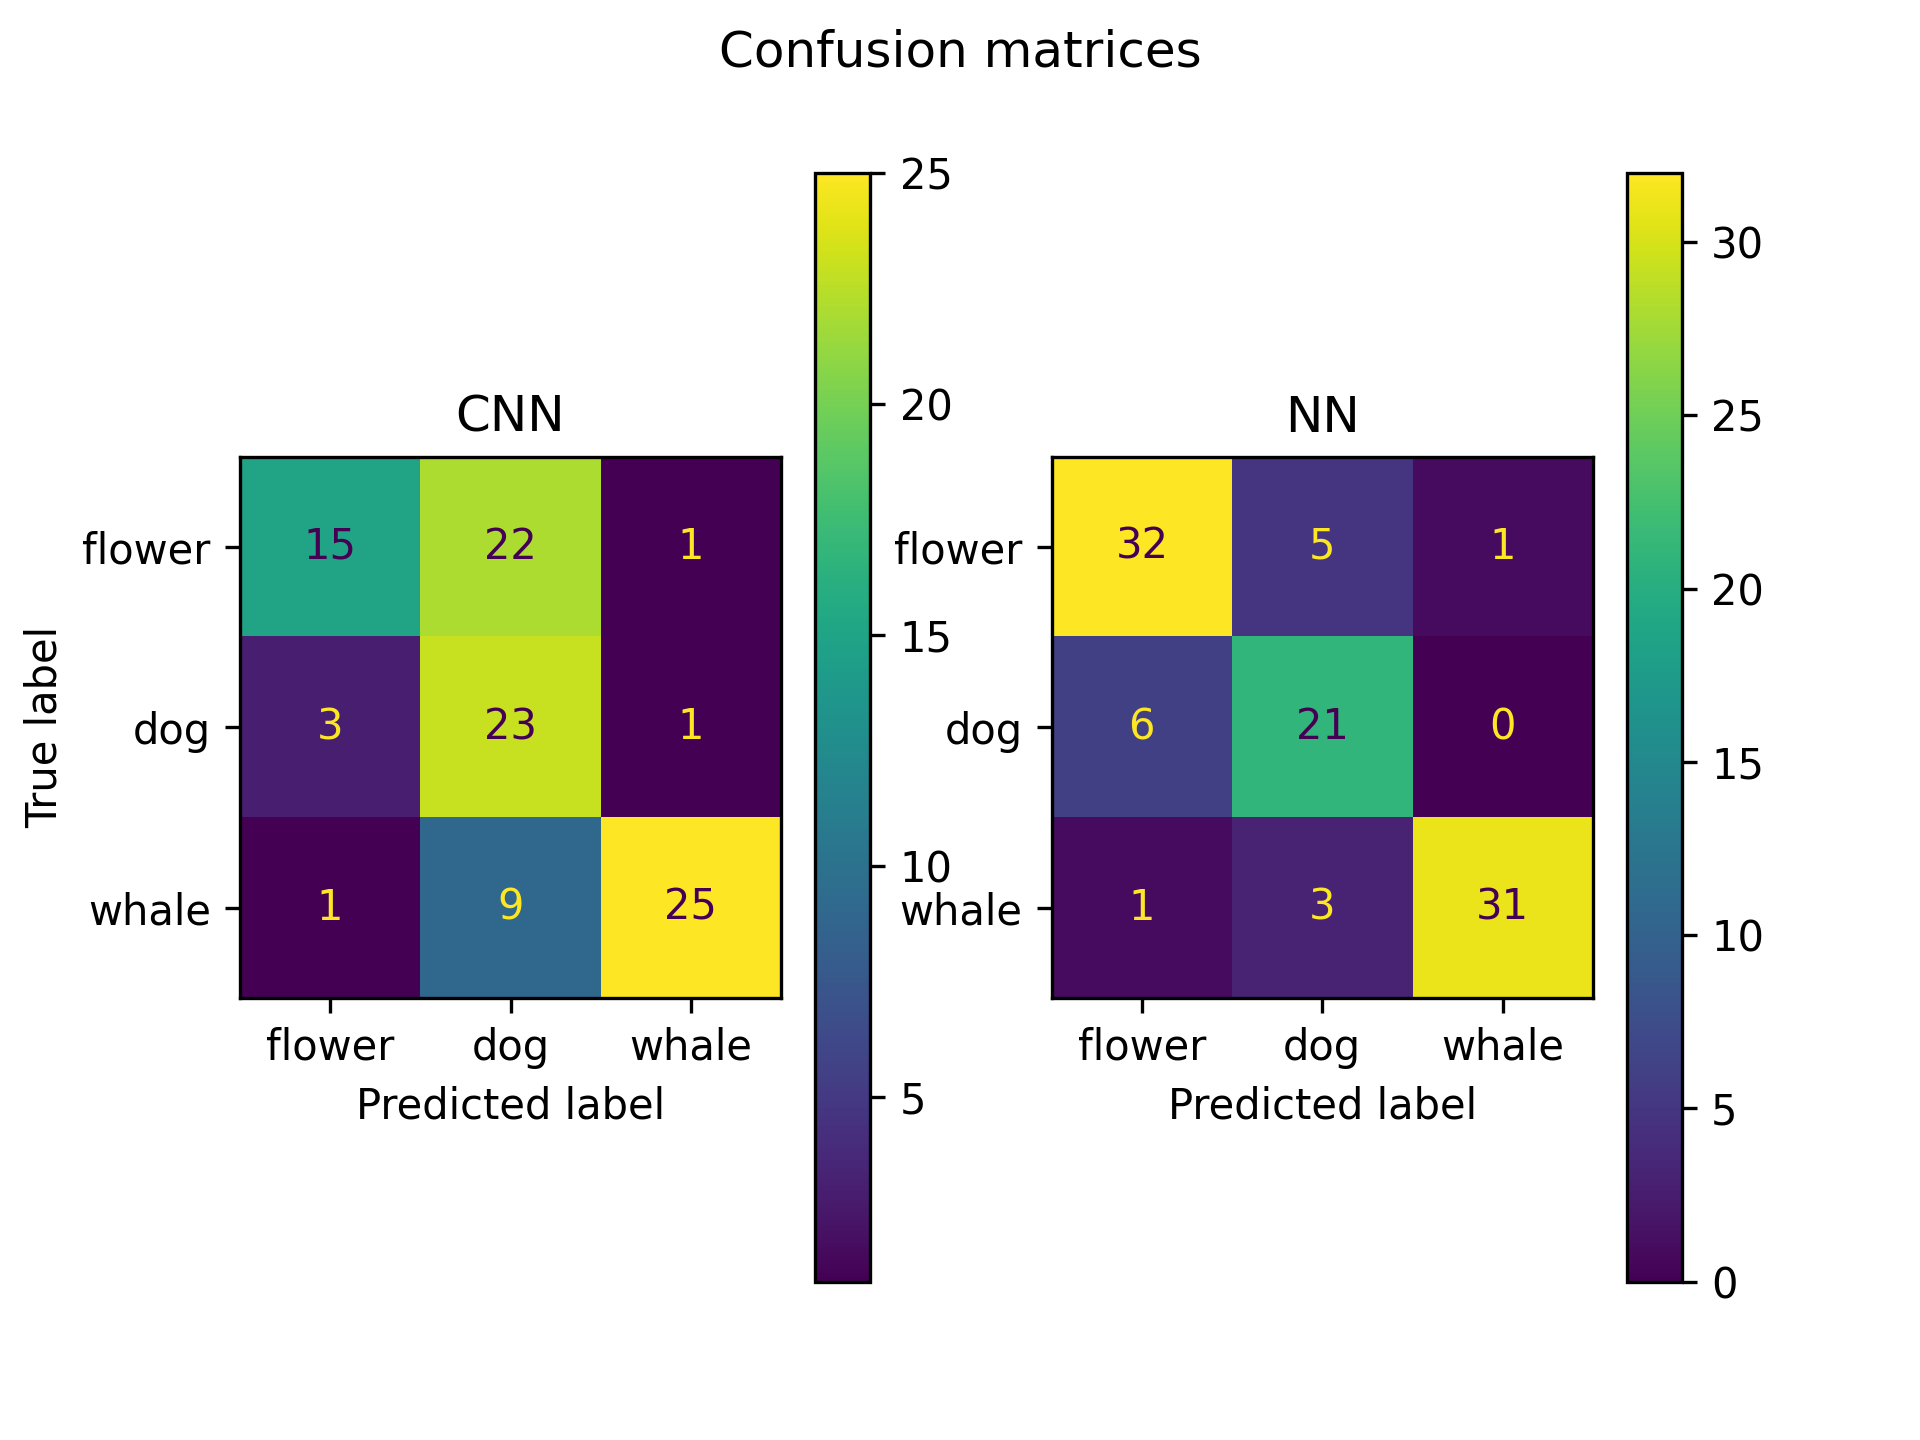 Confusion matrices
CNN
True label
flower 15 22 1
dog 3 23 1
whale 1 9 25
flower dog whale
Predicted label
25
20
15
10
5
NN
flower 32 5 1
dog 6 21 0
whale 1 3 31
flower dog whale
Predicted label
30
25
20
15
10
5
0